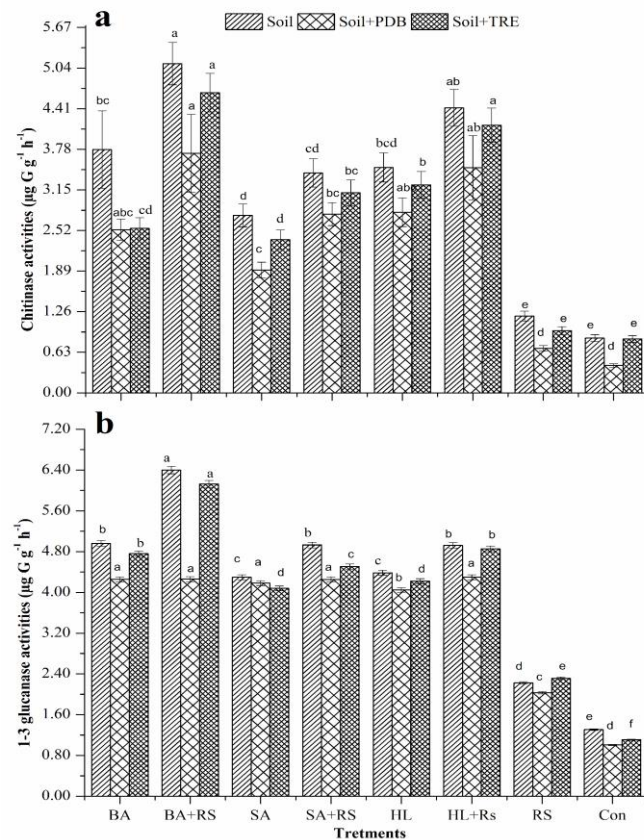 a
Soil Soil+PDB Soil+TRE
Chitinase activities (µg G g⁻¹ h⁻¹)
5.67
5.04
4.41
3.78
3.15
2.52
1.89
1.26
0.63
0.00
bc abc cd
a a a
d c d
cd bc bc
bcd ab b
ab ab a
e d e
e d e
b
1-3 glucanase activities (µg G g⁻¹ h⁻¹)
7.20
6.40
5.60
4.80
4.00
3.20
2.40
1.60
0.80
0.00
b a b
a a a
c a d
b a c
c b d
b a b
d c e
e d f
BA BA+RS SA SA+RS HL HL+Rs RS Con
Tretments